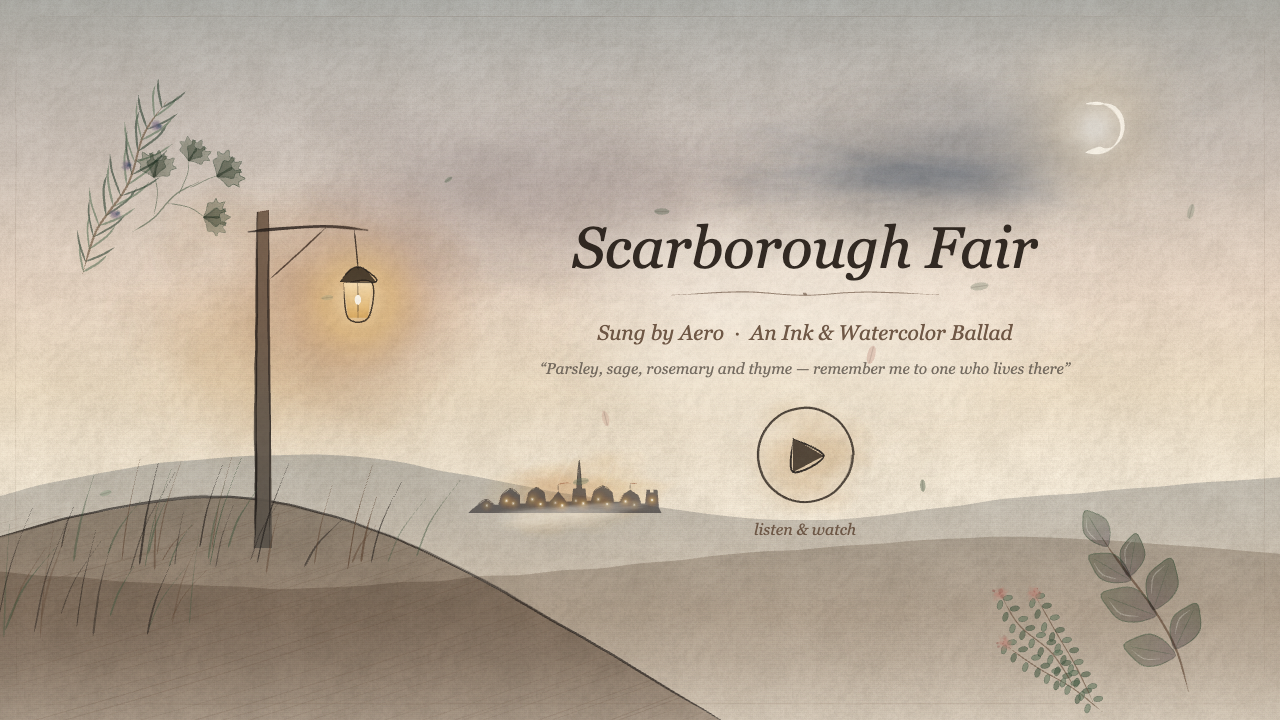 Scarborough Fair
Sung by Aero · An Ink & Watercolor Ballad
“Parsley, sage, rosemary and thyme — remember me to one who lives there”
listen & watch